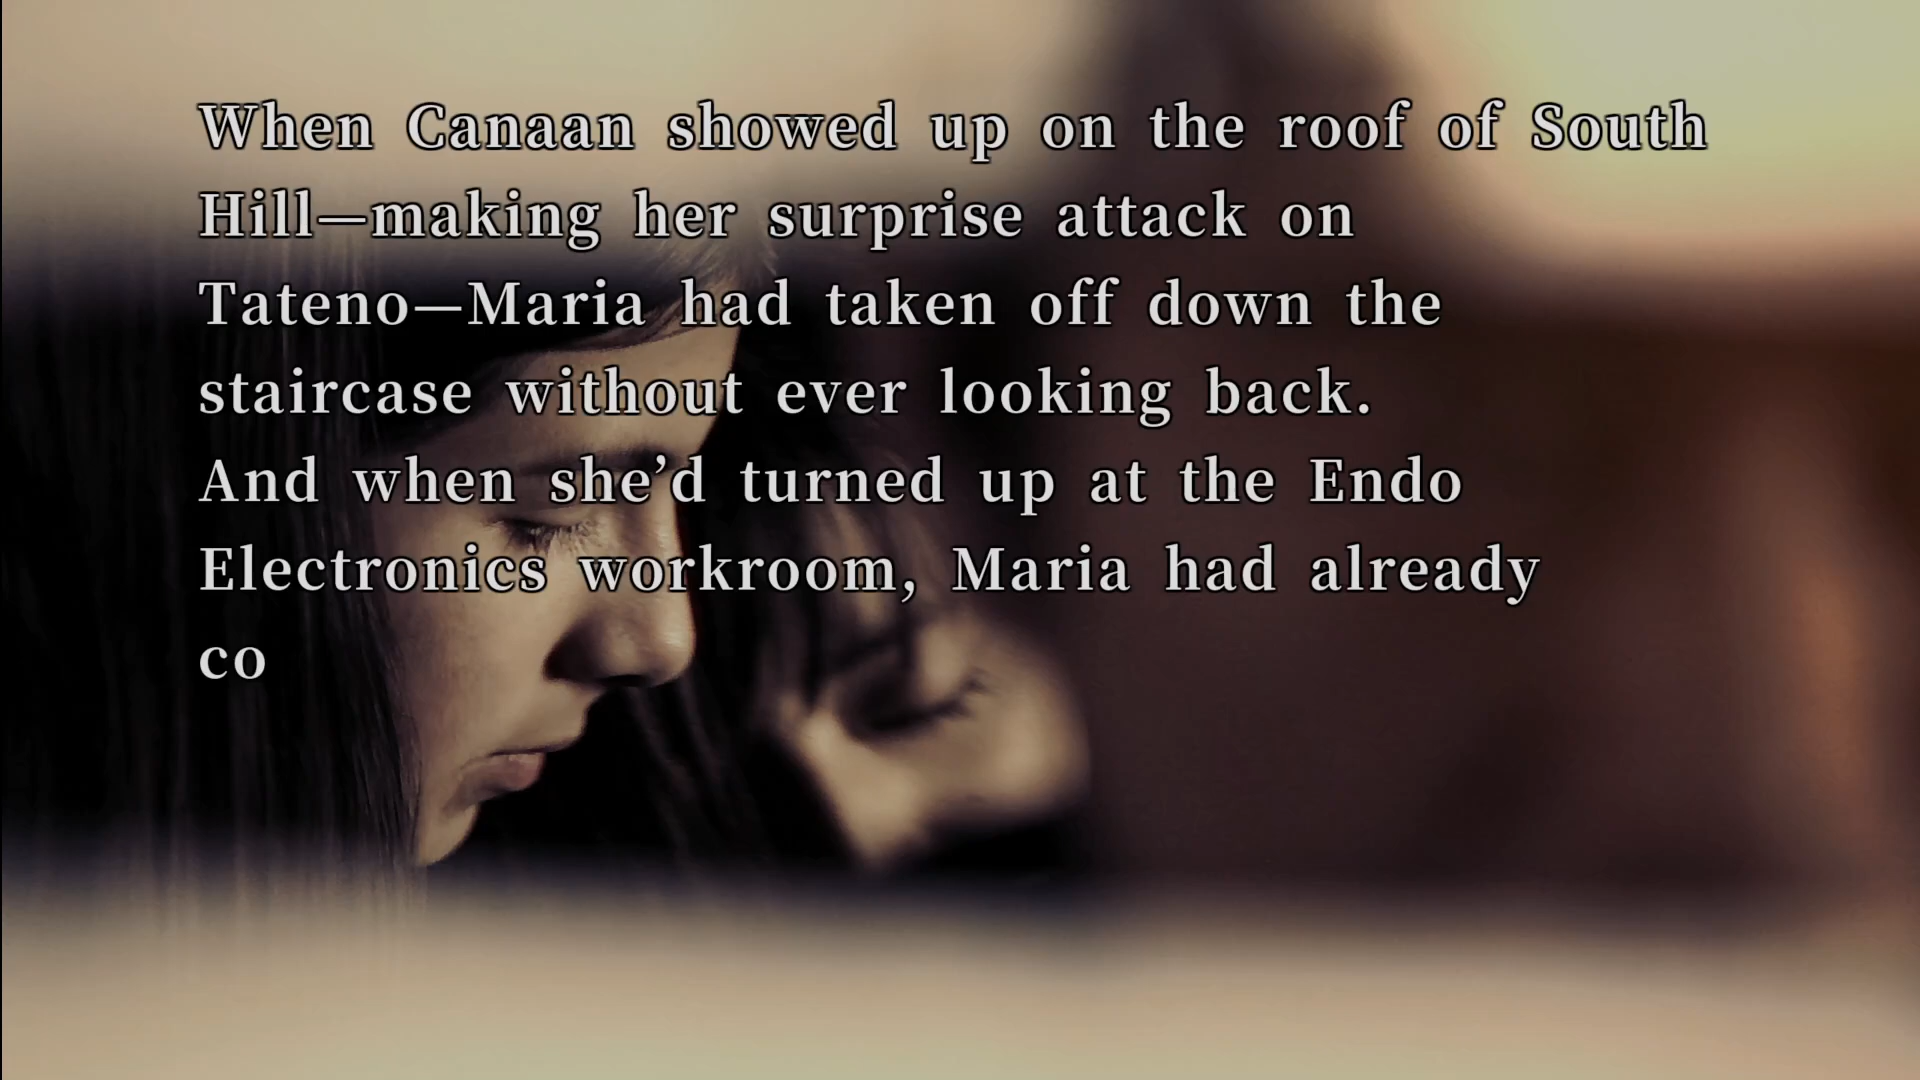 When Canaan showed up on the roof of South
Hill—making her surprise attack on
Tateno—Maria had taken off down the
staircase without ever looking back.
And when she’d turned up at the Endo
Electronics workroom, Maria had already
co